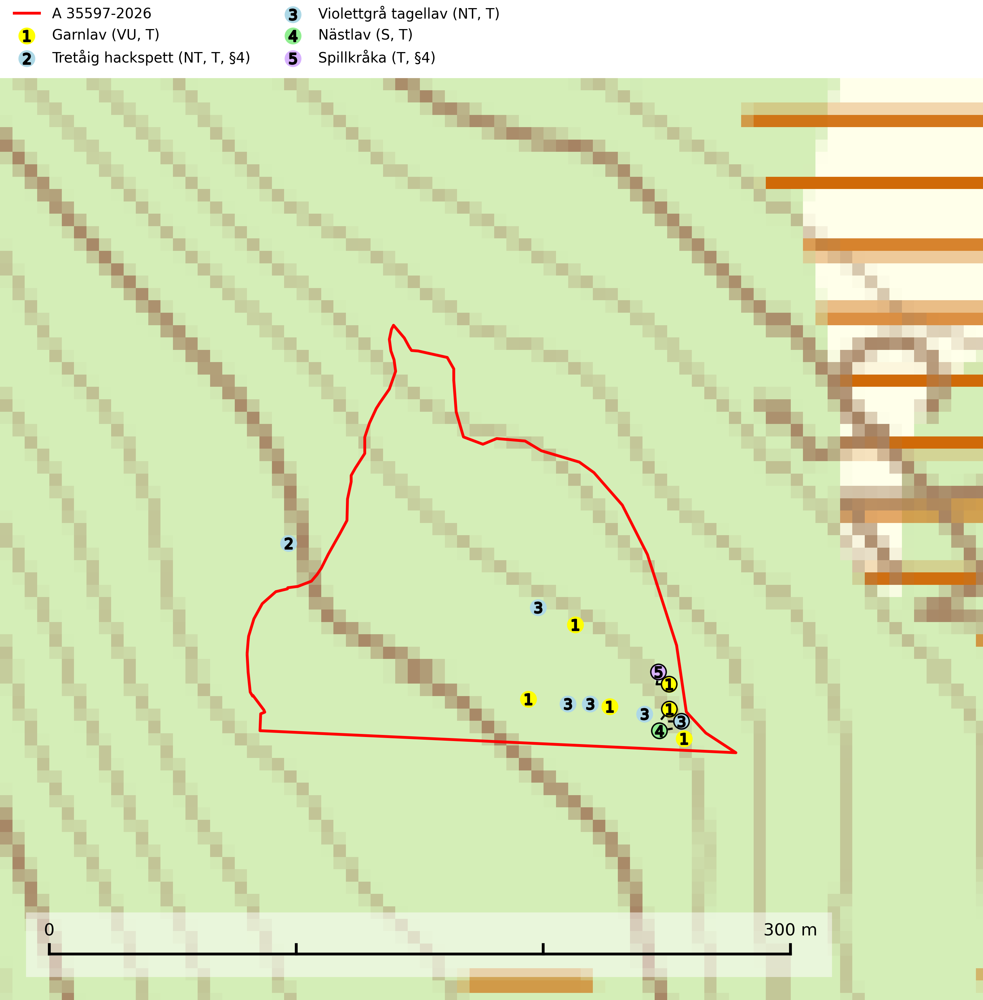 A 35597-2026
1 Garnlav (VU, T)
2 Tretåig hackspett (NT, T, §4)
3 Violettgrå tagellav (NT, T)
4 Nästlav (S, T)
5 Spillkråka (T, §4)
2
3
1
5
1
1
3
3
1
3
1
3
4
1
0
300 m